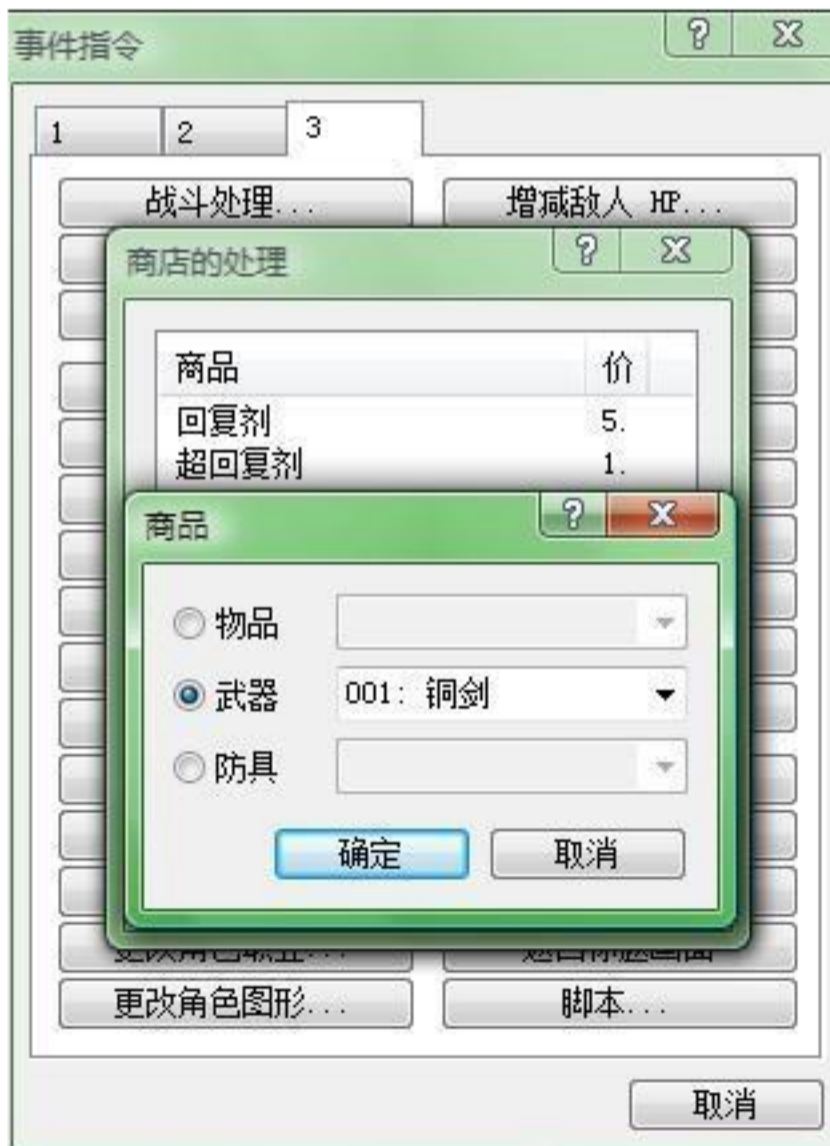 事件指令
1 2 3
战斗处理... 增减敌人 HP...
商店的处理
商品 价
回复剂 5.
超回复剂 1.
商品
物品
武器 001: 铜剑
防具
确定 取消
更改角色图形... 脚本...
取消